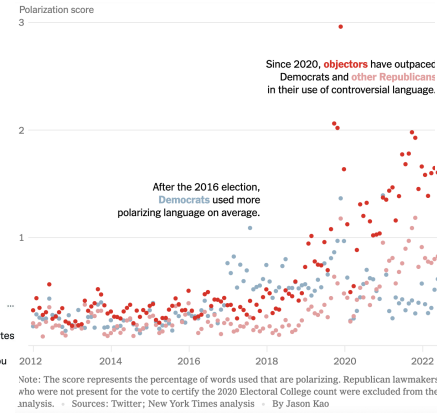 Polarization score
3
Since 2020, objectors have outpaced
Democrats and other Republicans
in their use of controversial language.
2
After the 2016 election,
Democrats used more
polarizing language on average.
1
...
tes
ou
2012 2014 2016 2018 2020 2022
Note: The score represents the percentage of words used that are polarizing. Republican lawmakers
who were not present for the vote to certify the 2020 Electoral College count were excluded from the
analysis. • Sources: Twitter; New York Times analysis • By Jason Kao